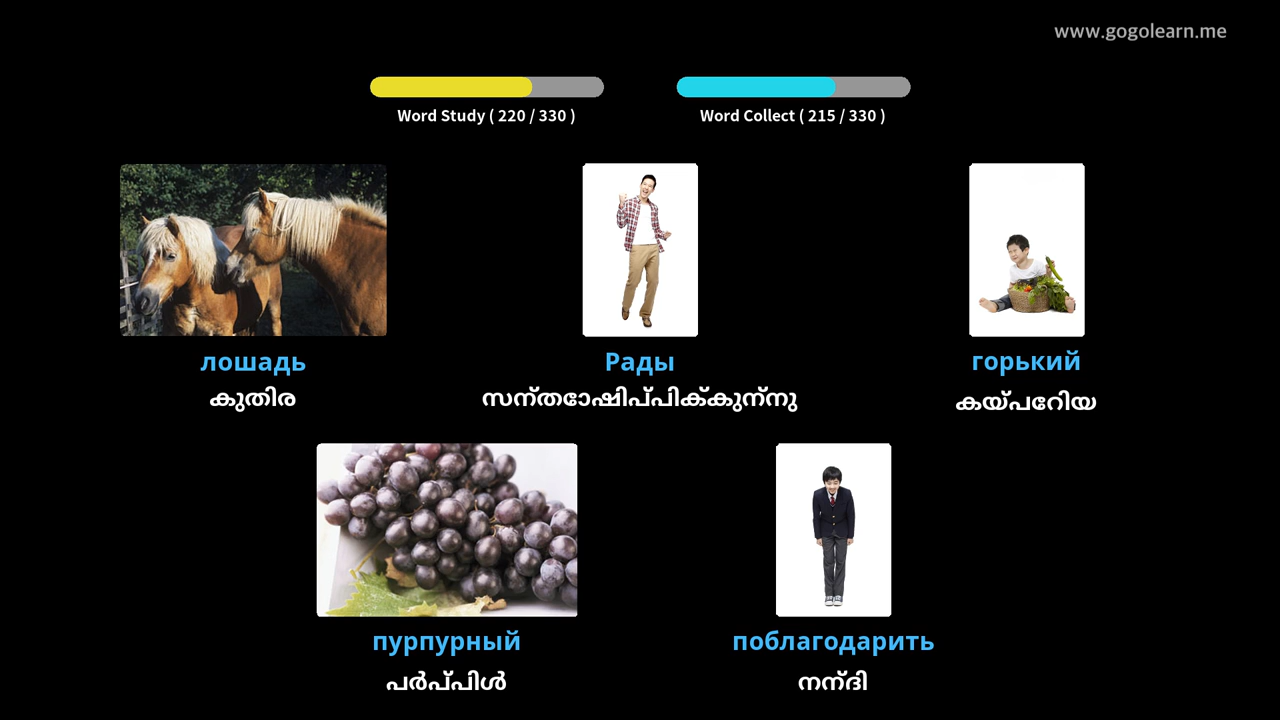 www.gogolearn.me
Word Study ( 220 / 330 )
Word Collect ( 215 / 330 )
лошадь
Рады
горький
കുതിര
സന്തോഷിപ്പിക്കുന്നു
കയ്പേറിയ
пурпурный
поблагодарить
പർപ്പിൾ
നന്ദി